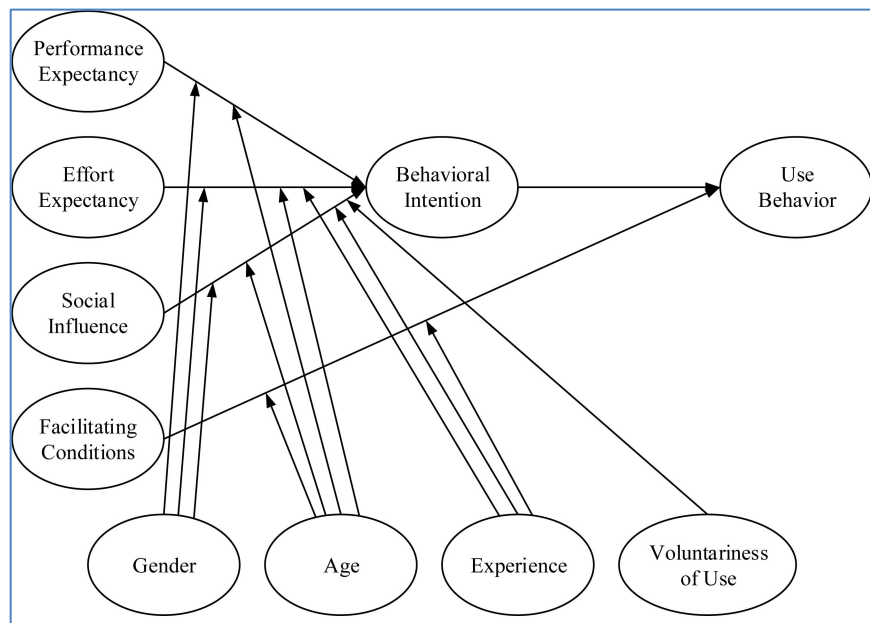 Performance
Expectancy
Effort
Expectancy
Behavioral
Intention
Use
Behavior
Social
Influence
Facilitating
Conditions
Gender
Age
Experience
Voluntariness
of Use